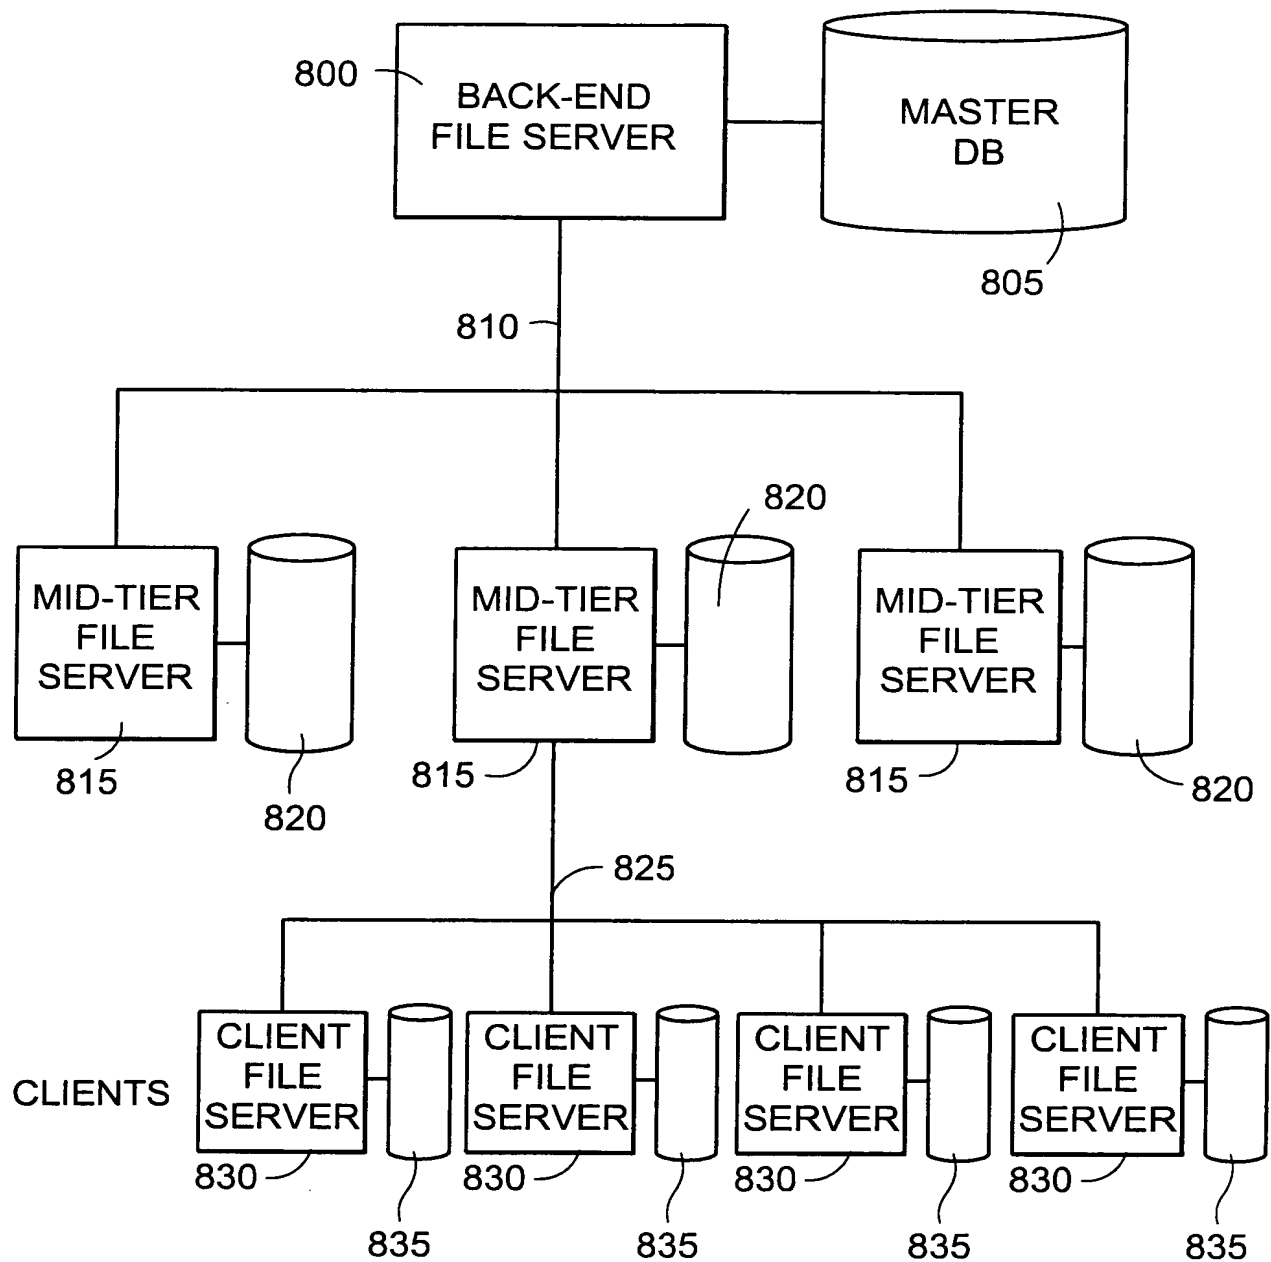 800
BACK-END
FILE SERVER
MASTER
DB
805
810
820
MID-TIER
FILE
SERVER
MID-TIER
FILE
SERVER
MID-TIER
FILE
SERVER
815
820
815
815
820
825
CLIENTS
CLIENT
FILE
SERVER
CLIENT
FILE
SERVER
CLIENT
FILE
SERVER
CLIENT
FILE
SERVER
830
830
830
830
835
835
835
835